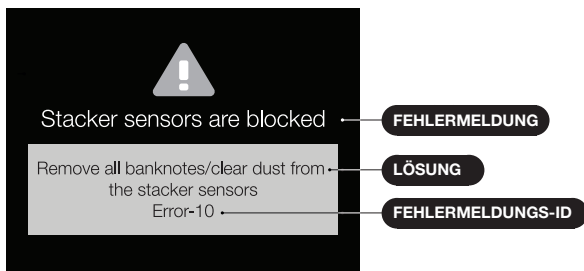 Stacker sensors are blocked
FEHLERMELDUNG
Remove all banknotes/clear dust from
the stacker sensors
LÖSUNG
Error-10
FEHLERMELDUNGS-ID